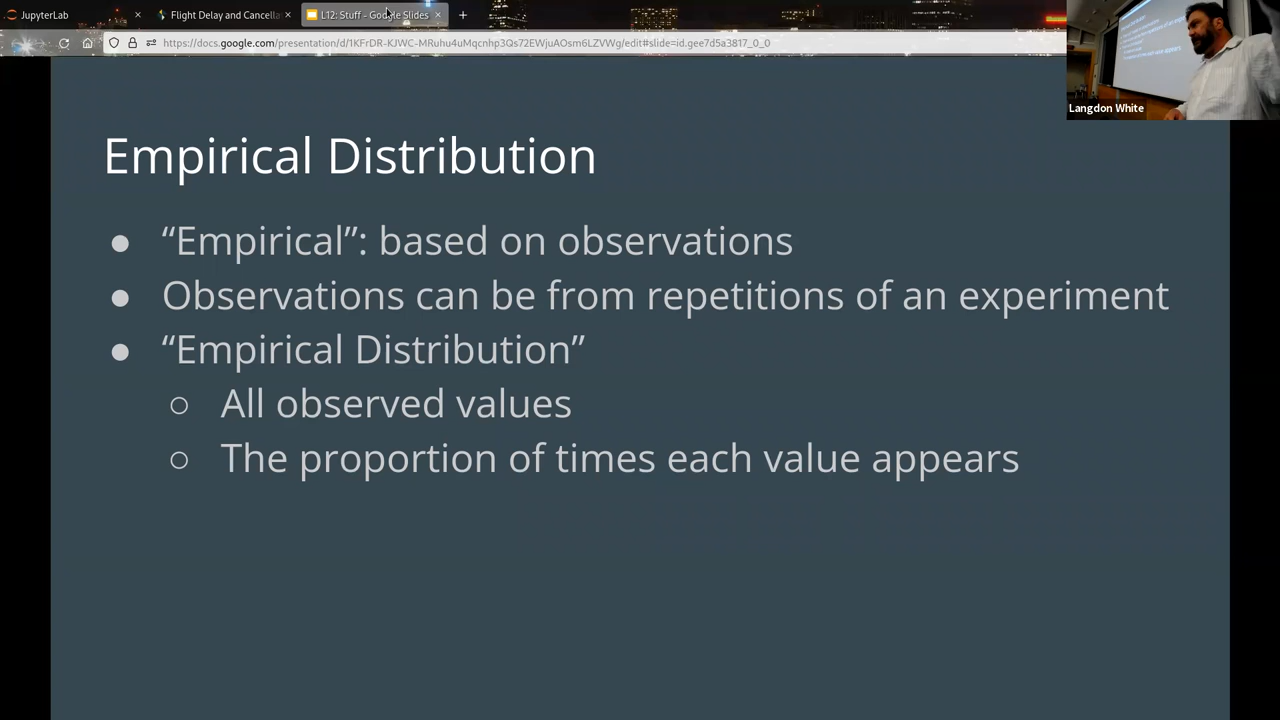 JupyterLab
Flight Delay and Cancella
L12: Stuff - Google Slides
https://docs.google.com/presentation/d/1KFrDR-KJWC-MRuhu4uMqcnhp3Qs72EWjuAOsm6LZVWg/edit#slide=id.gee7d5a3817_0_0
Langdon White
Empirical Distribution
● “Empirical”: based on observations
● Observations can be from repetitions of an experiment
● “Empirical Distribution”
○ All observed values
○ The proportion of times each value appears